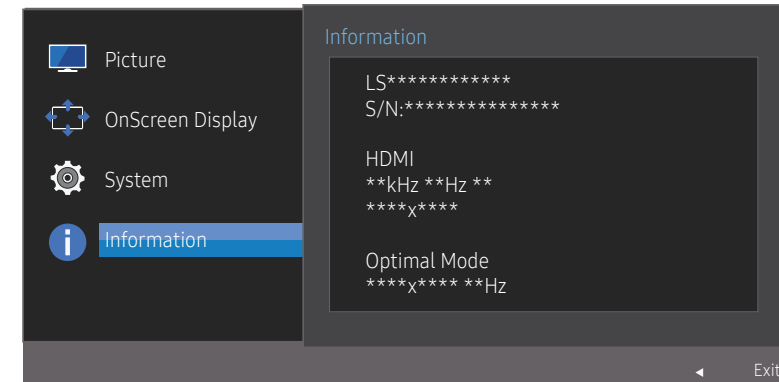 Picture
OnScreen Display
System
Information
Information
LS************
S/N:***************
HDMI
**kHz **Hz **
****x****
Optimal Mode
****x**** **Hz
Exit